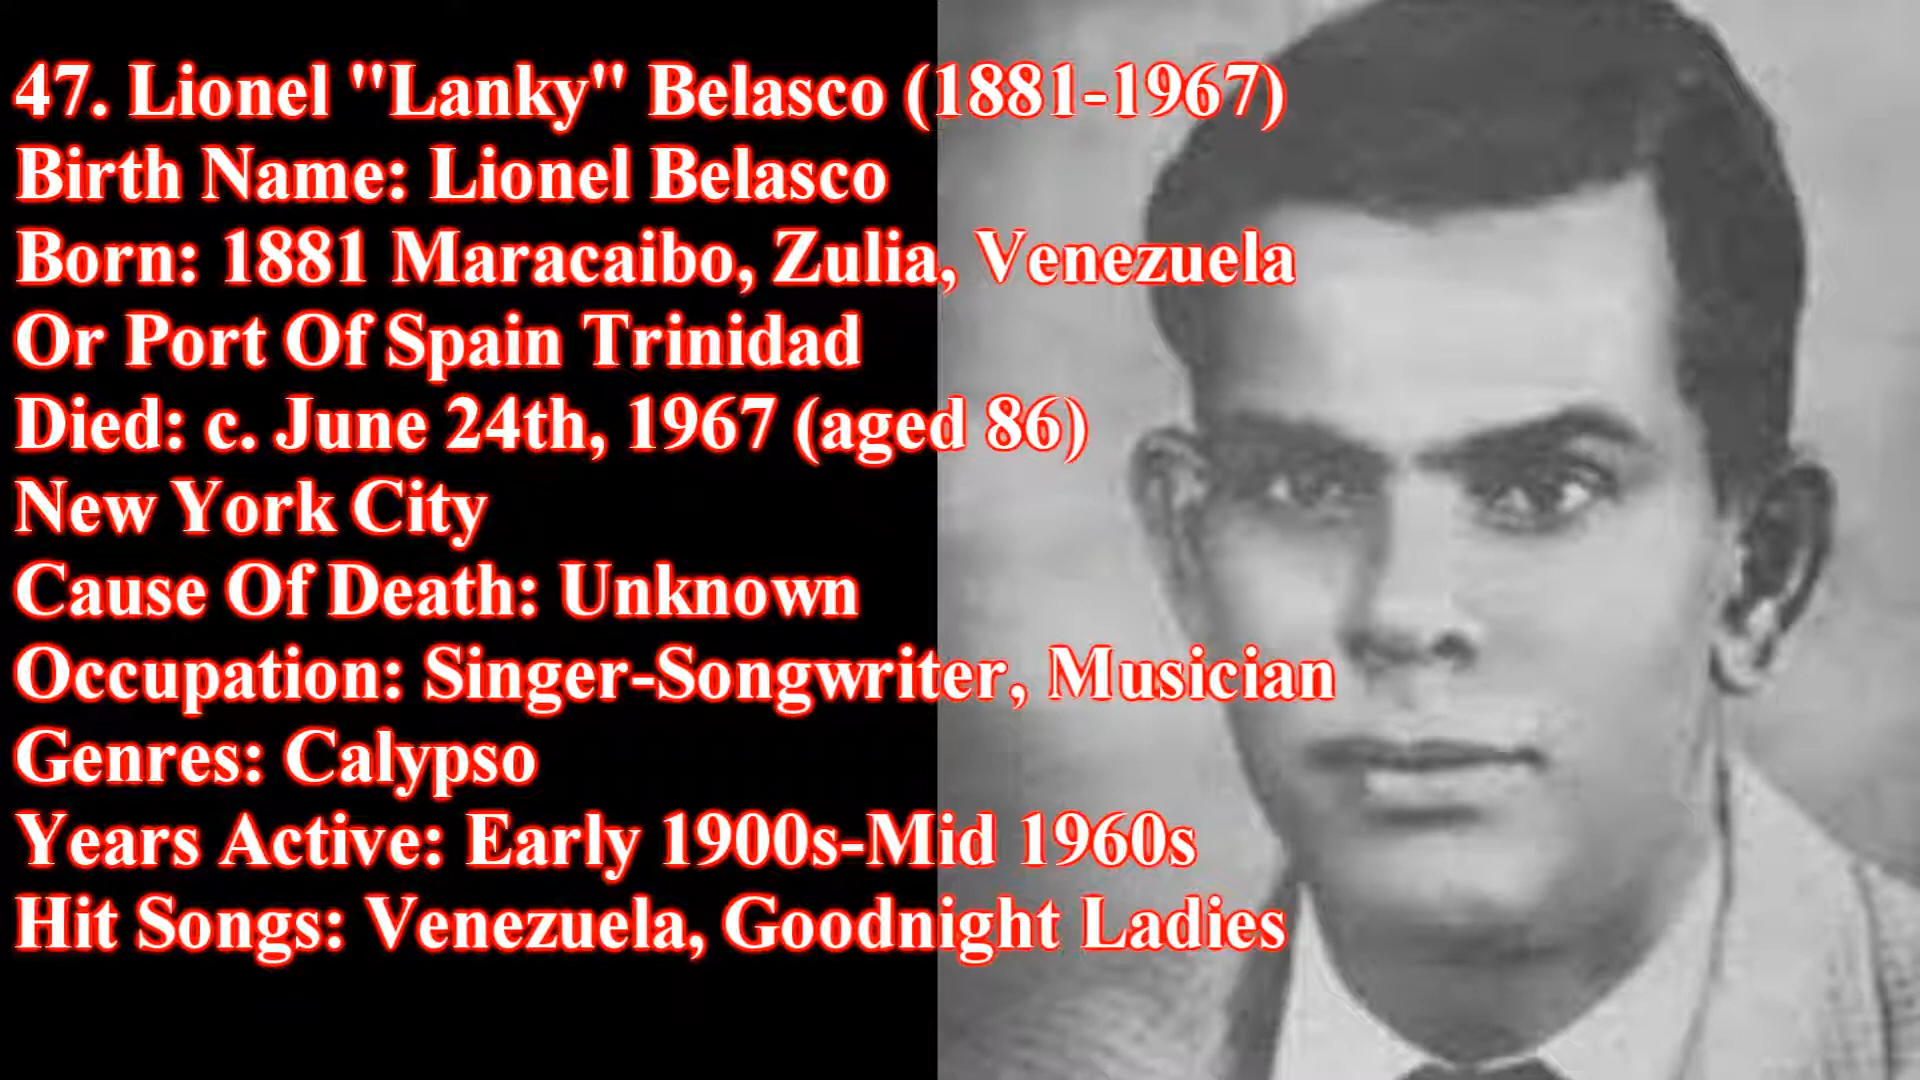 47. Lionel "Lanky" Belasco (1881-1967)
Birth Name: Lionel Belasco
Born: 1881 Maracaibo, Zulia, Venezuela
Or Port Of Spain Trinidad
Died: c. June 24th, 1967 (aged 86)
New York City
Cause Of Death: Unknown
Occupation: Singer-Songwriter, Musician
Genres: Calypso
Years Active: Early 1900s-Mid 1960s
Hit Songs: Venezuela, Goodnight Ladies